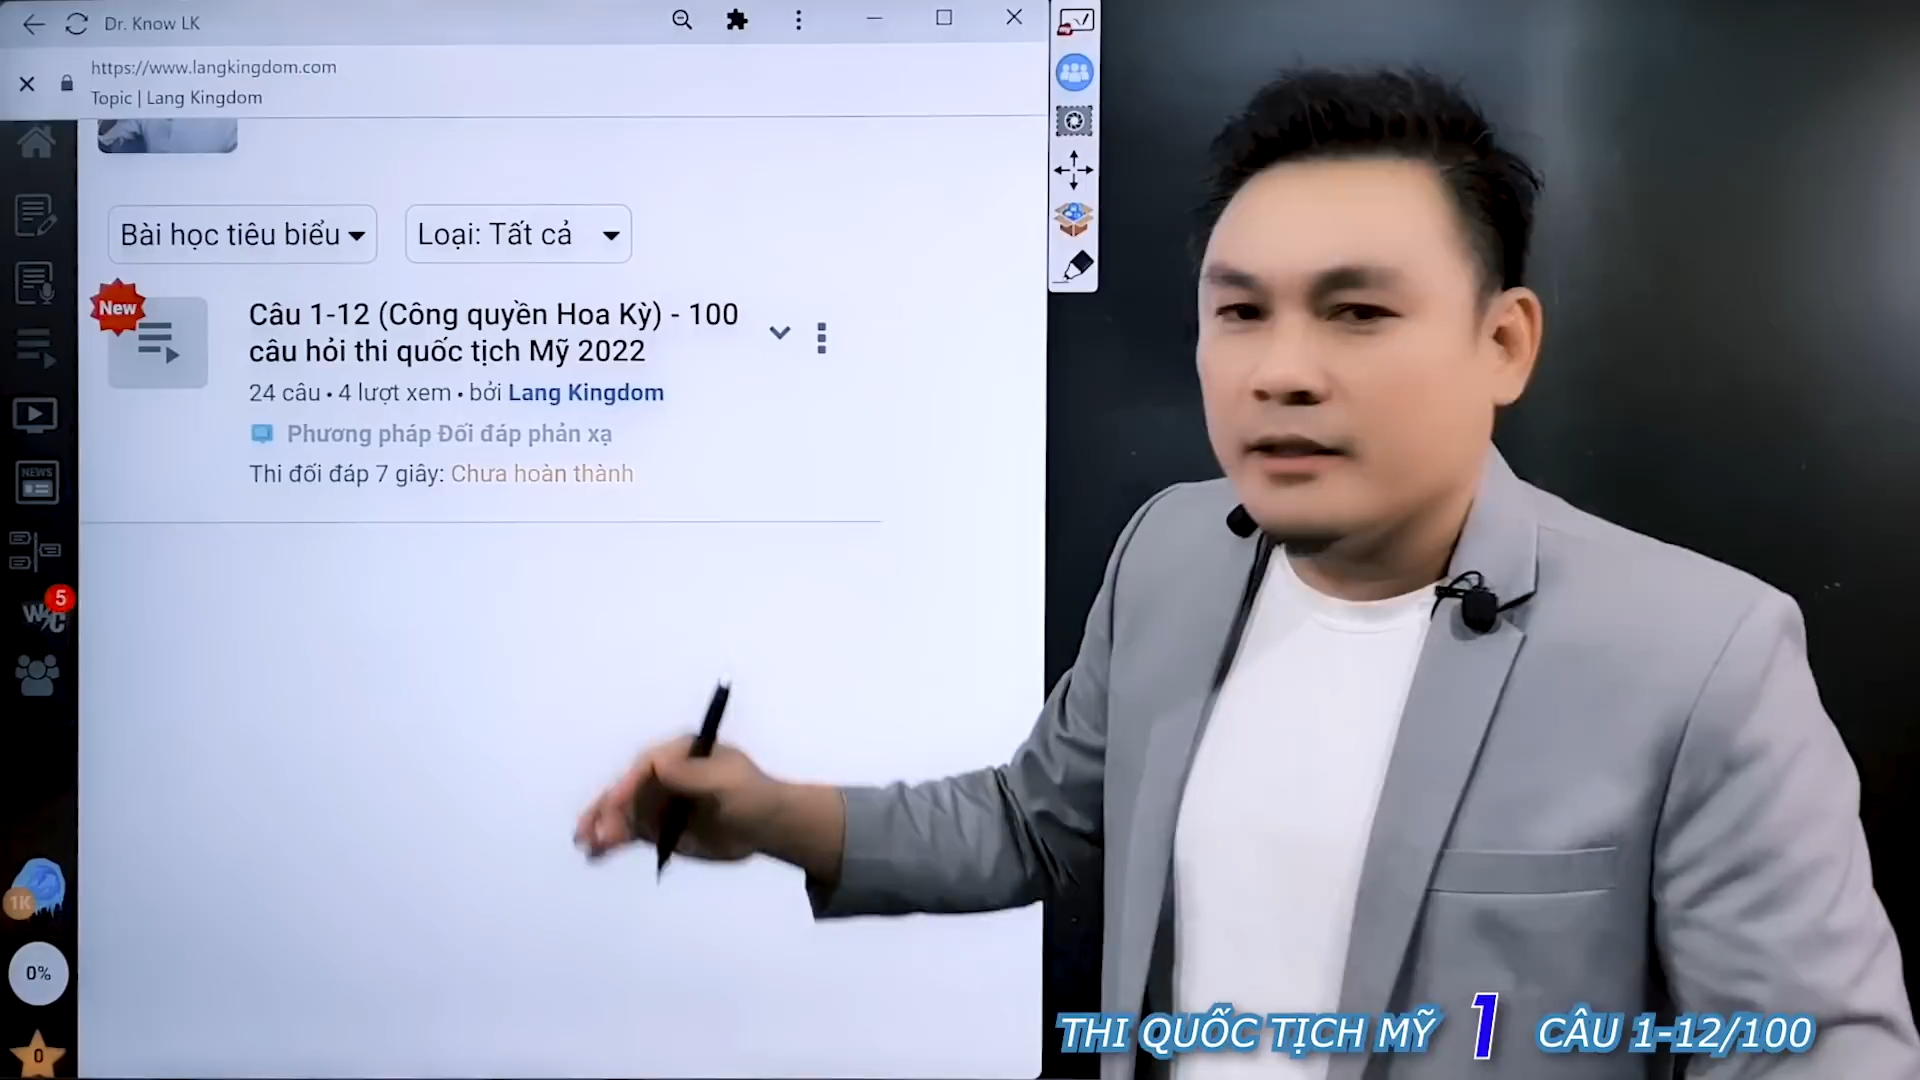 Dr. Know LK
https://www.langkingdom.com
Topic | Lang Kingdom
Bài học tiêu biểu
Loại: Tất cả
New
Câu 1-12 (Công quyền Hoa Kỳ) - 100
câu hỏi thi quốc tịch Mỹ 2022
24 câu • 4 lượt xem • bởi Lang Kingdom
Phương pháp Đối đáp phản xạ
Thi đối đáp 7 giây: Chưa hoàn thành
NEWS
5
W/C
1K
0%
0
THI QUỐC TỊCH MỸ 1 CÂU 1-12/100